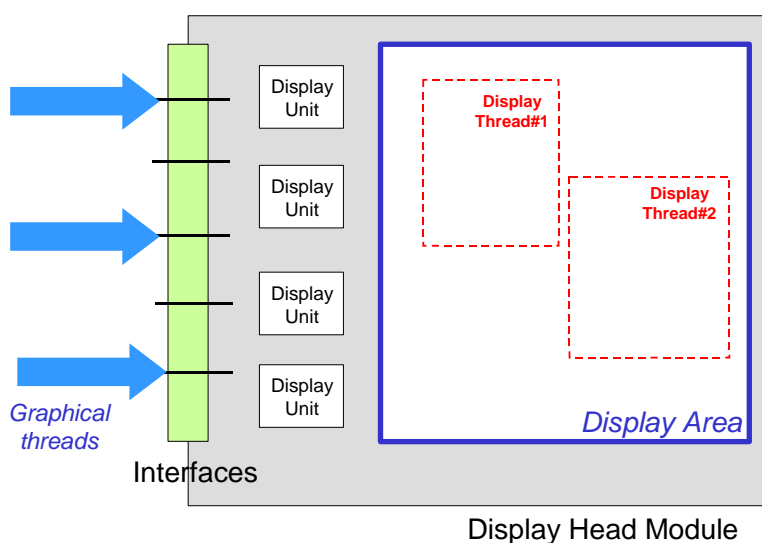 Display
Unit
Display
Unit
Display
Unit
Display
Unit
Display
Thread#1
Display
Thread#2
Display Area
Graphical
threads
Interfaces
Display Head Module